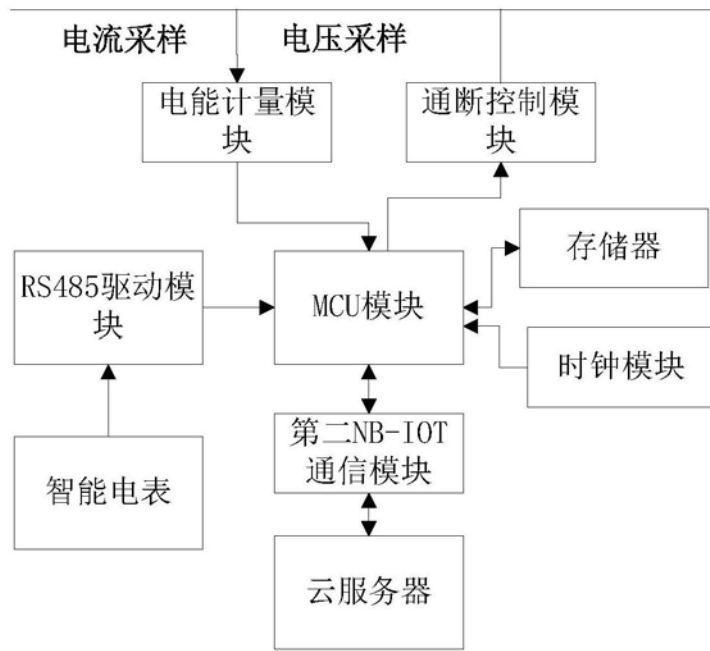 电流采样
电压采样
电能计量模
块
通断控制模
块
RS485驱动模
块
MCU模块
存储器
时钟模块
智能电表
第二NB-IOT
通信模块
云服务器